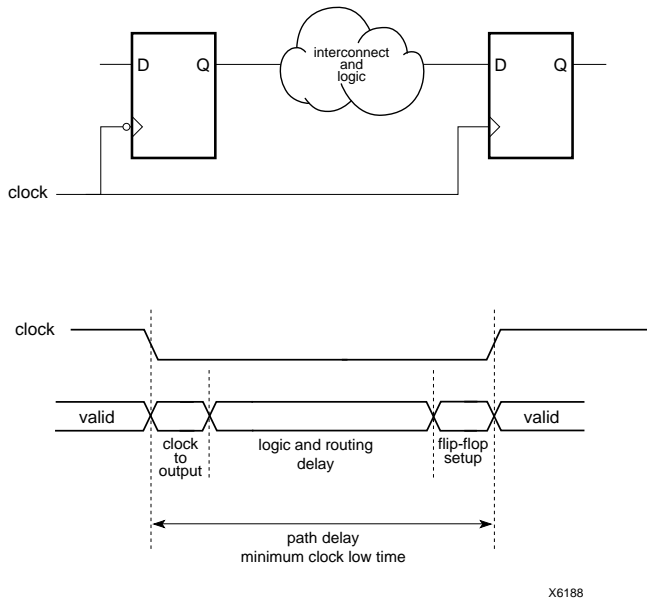 D Q
interconnect
and
logic
D Q
clock
clock
valid
clock
to
output
logic and routing
delay
flip-flop
setup
valid
path delay
minimum clock low time
X6188